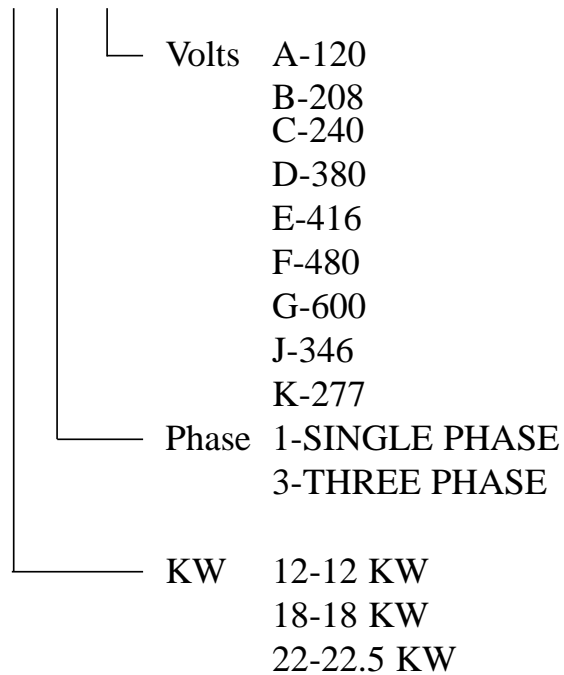 Volts A-120
B-208
C-240
D-380
E-416
F-480
G-600
J-346
K-277
Phase 1-SINGLE PHASE
3-THREE PHASE
KW 12-12 KW
18-18 KW
22-22.5 KW